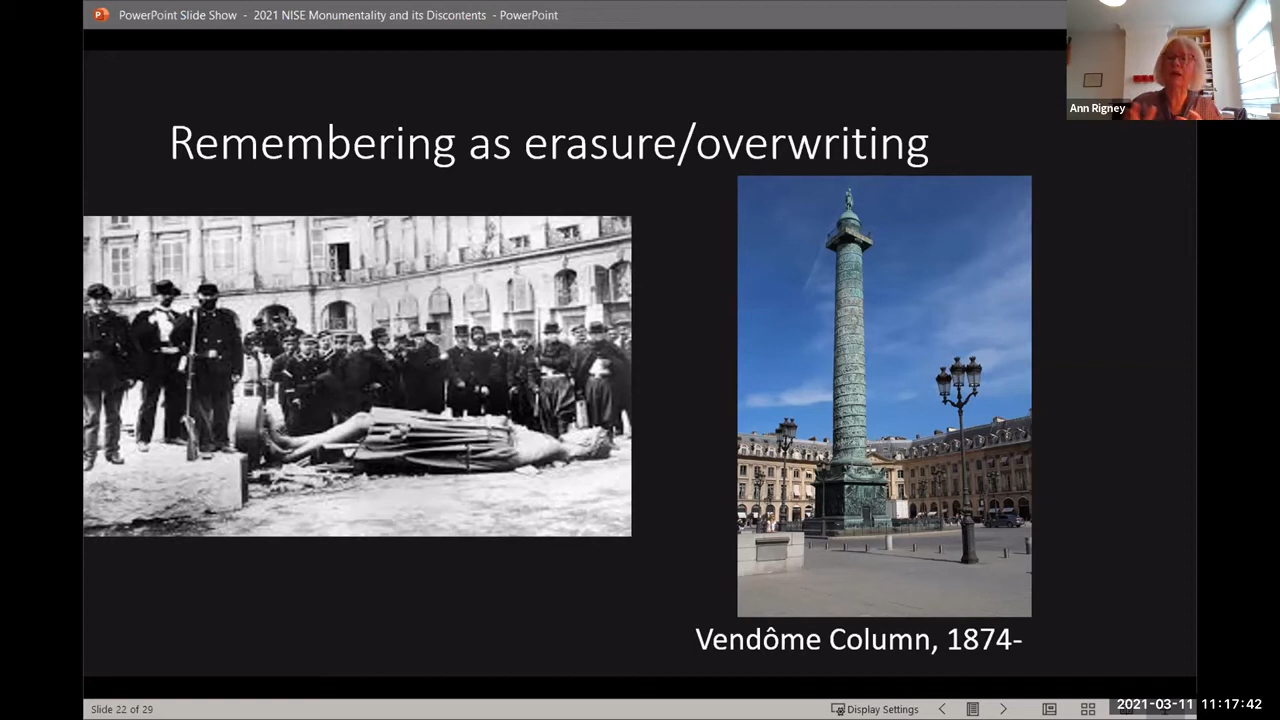 PowerPoint Slide Show - 2021 NISE Monumentality and its Discontents - PowerPoint
Ann Rigney
Remembering as erasure/overwriting
Vendôme Column, 1874-
Slide 22 of 29
Display Settings
2021-03-11 11:17:42